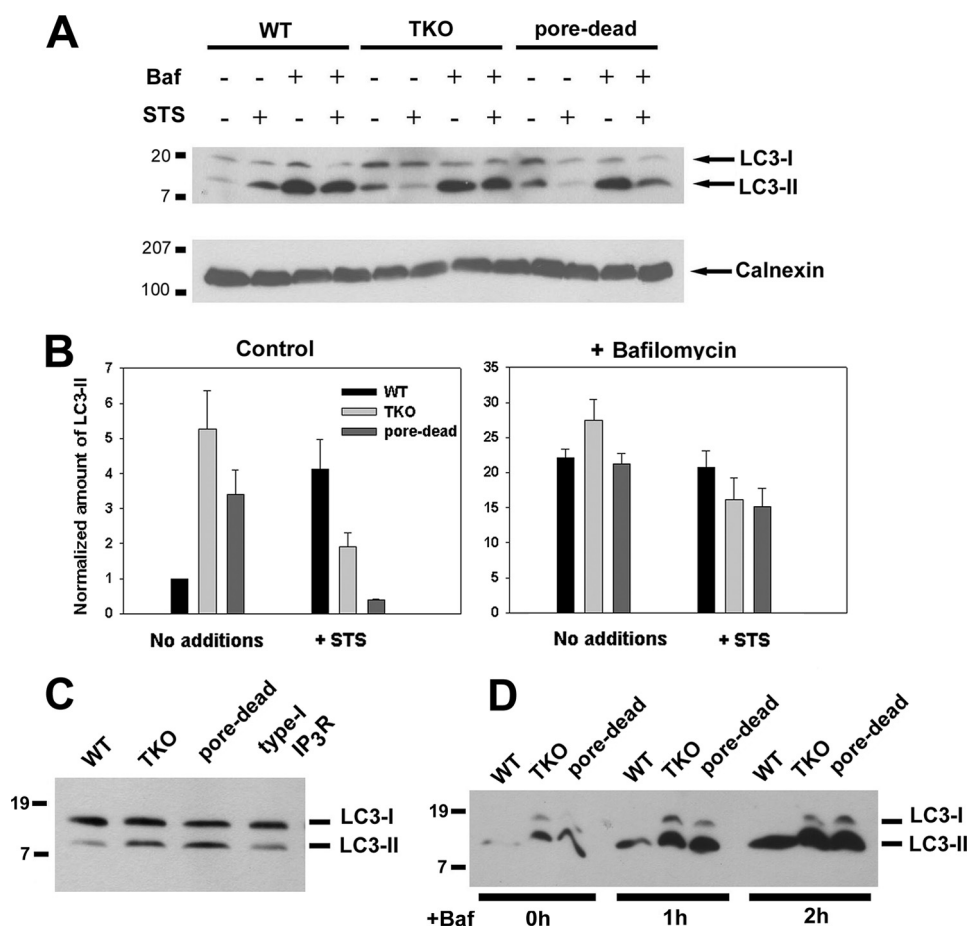 A
WT TKO pore-dead
Baf - - + + - - + + - - + +
STS - + - + - + - + - + - +
20
7
LC3-I
LC3-II
207
100
Calnexin
B
Control
+ Bafilomycin
Normalized amount of LC3-II
7
6
5
4
3
2
1
0
WT
TKO
pore-dead
No additions + STS
35
30
25
20
15
10
5
0
No additions + STS
C
WT TKO pore-dead type-I IP3R
19
7
LC3-I
LC3-II
D
WT TKO pore-dead WT TKO pore-dead WT TKO pore-dead
19
7
LC3-I
LC3-II
+Baf 0h 1h 2h